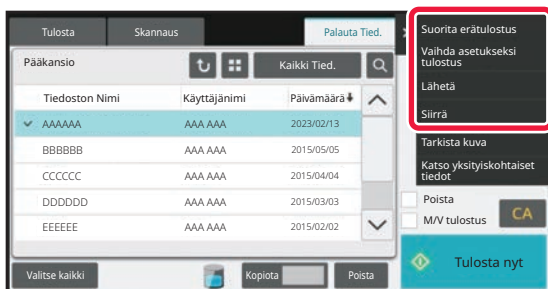 Tulosta Skannaus Palauta Tied.
Pääkansio Kaikki Tied.
Tiedoston Nimi Käyttäjänimi Päivämäärä
AAAAAA AAA AAA 2023/02/13
BBBBBB AAA AAA 2015/05/05
CCCCCC AAA AAA 2015/04/04
DDDDDD AAA AAA 2015/03/03
EEEEEE AAA AAA 2015/02/02
Valitse kaikki Kopiota Poista
Suorita erätulostus
Vaihda asetukseksi
tulostus
Lähetä
Siirrä
Tarkista kuva
Katso yksityiskohtaiset
tiedot
Poista
M/V tulostus
CA
Tulosta nyt